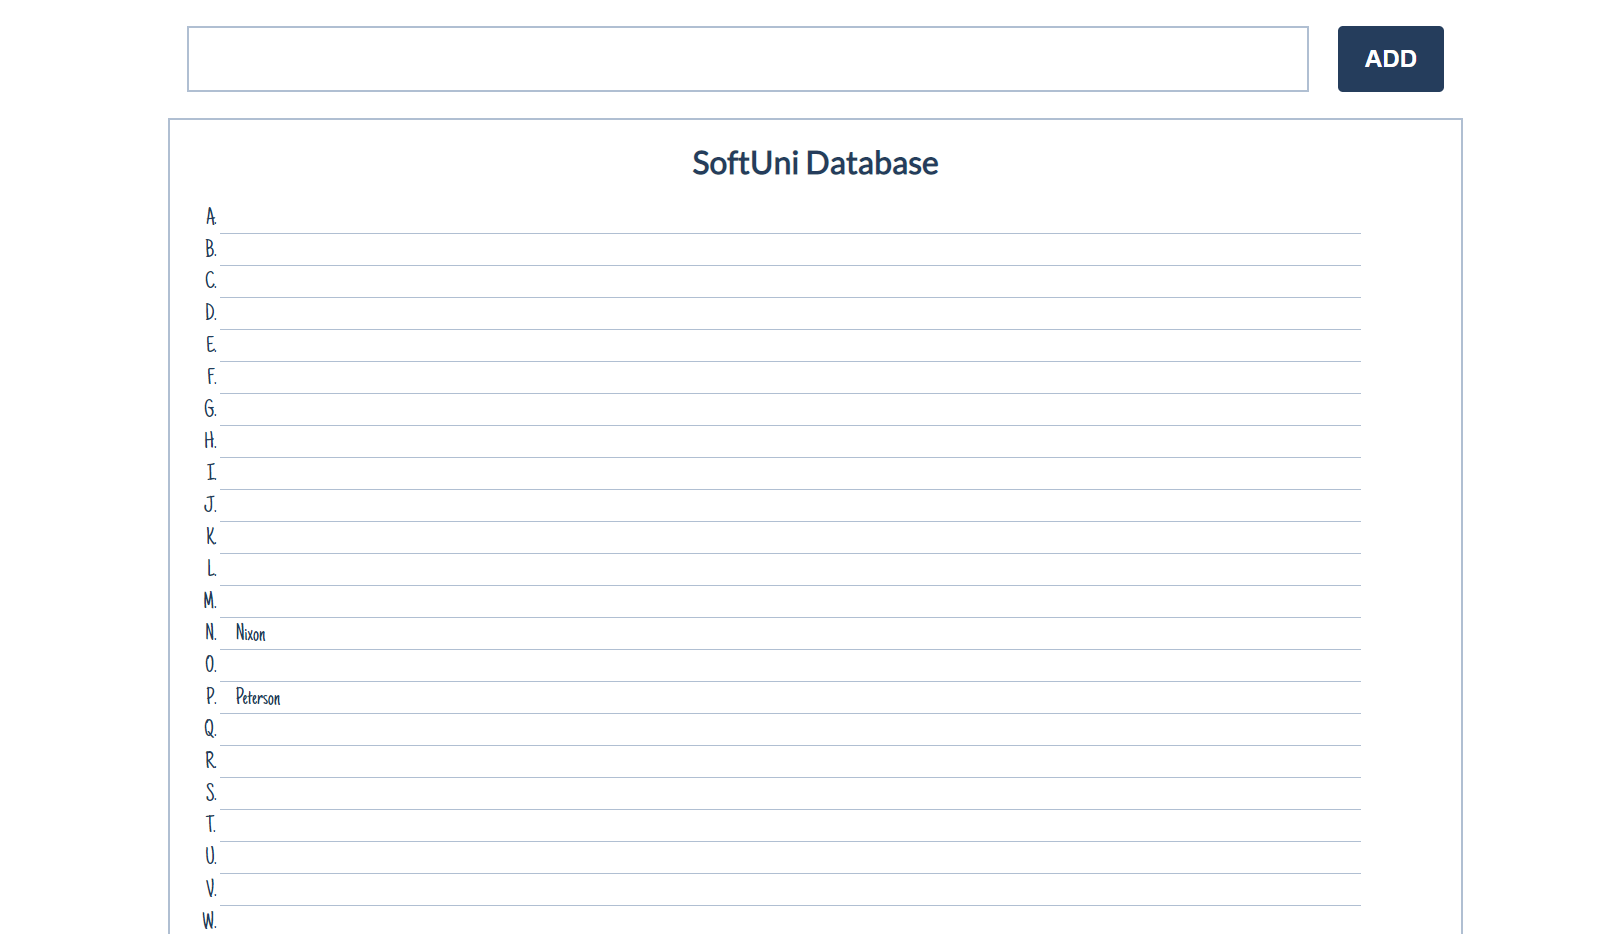 ADD
SoftUni Database
A.
B.
C.
D.
E.
F.
G.
H.
I.
J.
K.
L.
M.
N. Nixon
O.
P. Peterson
Q.
R.
S.
T.
U.
V.
W.